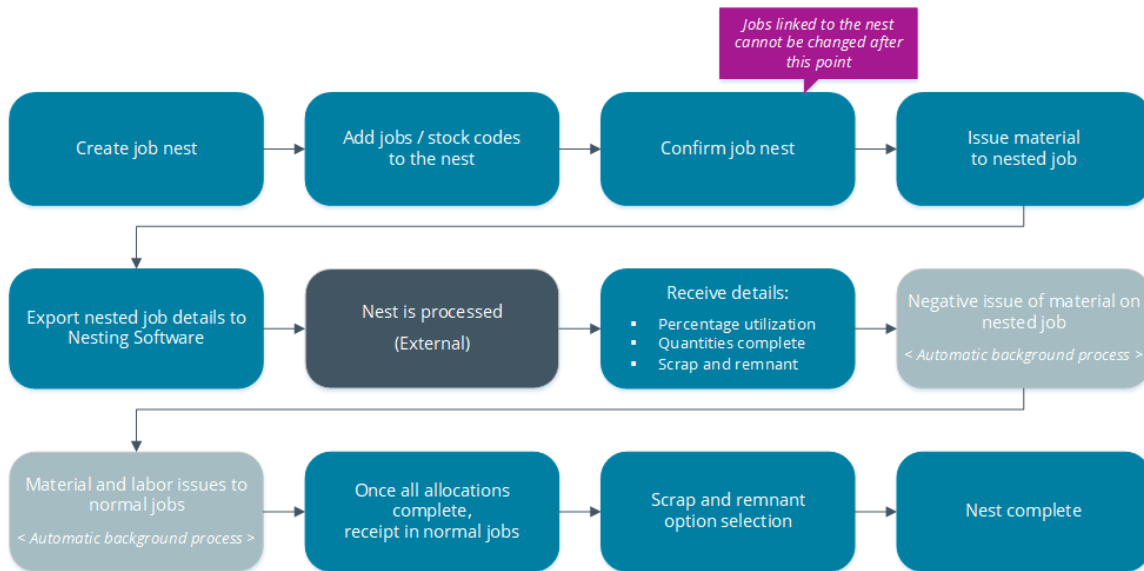 Jobs linked to the nest
cannot be changed after
this point
Create job nest
Add jobs / stock codes
to the nest
Confirm job nest
Issue material
to nested job
Export nested job details to
Nesting Software
Nest is processed
(External)
Receive details:
▪ Percentage utilization
▪ Quantities complete
▪ Scrap and remnant
Negative issue of material on
nested job
< Automatic background process >
Material and labor issues to
normal jobs
< Automatic background process >
Once all allocations
complete,
receipt in normal jobs
Scrap and remnant
option selection
Nest complete